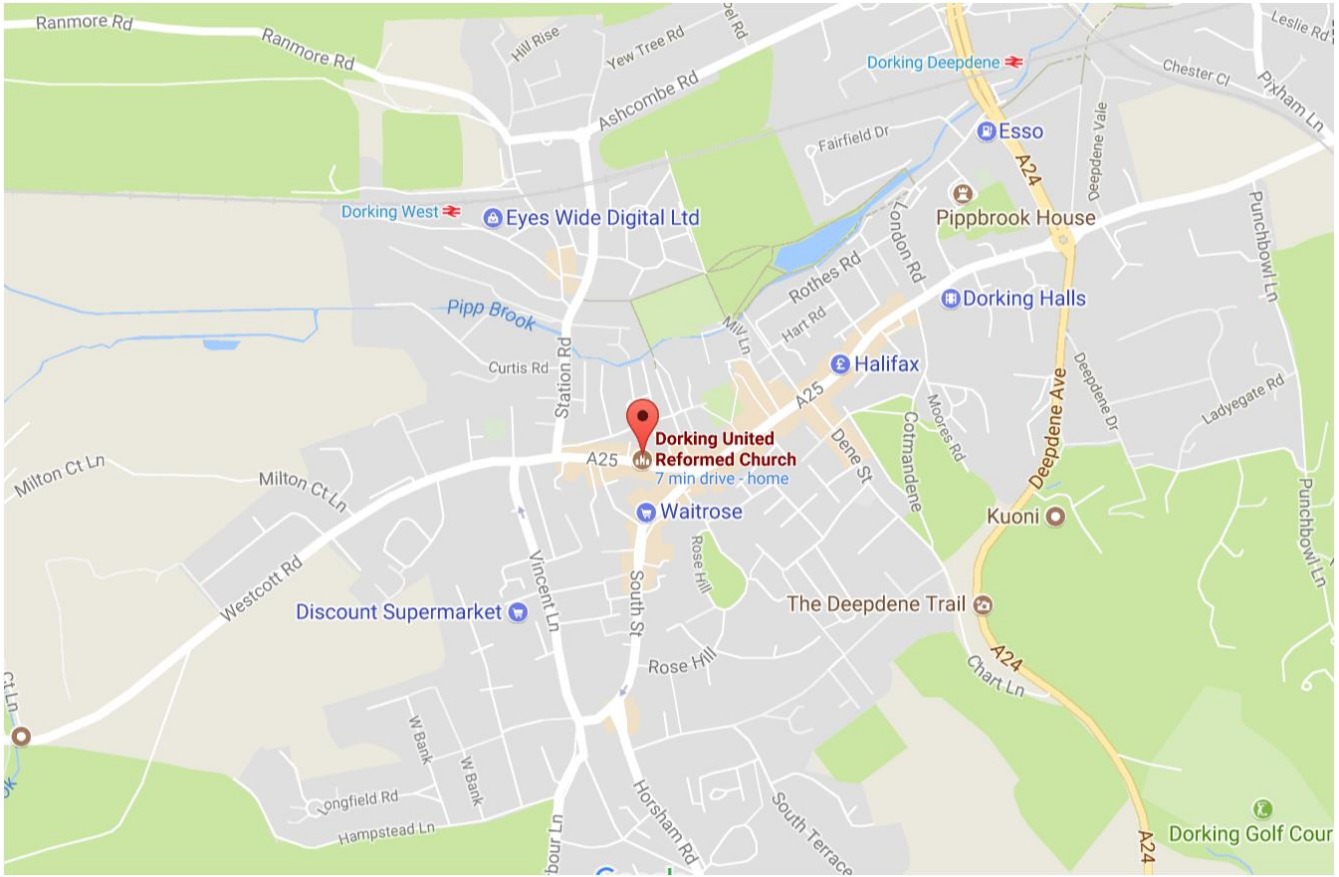 Ranmore Rd
Ranmore Rd
Hill Rise
Yew Tree Rd
Ashcombe Rd
Dorking Deepdene
Leslie Rd
Chester Cl
Pixham Ln
Esso
Fairfield Dr
A24
Deepdene Vale
Dorking West
Eyes Wide Digital Ltd
Pippbrook House
London Rd
Punchbowl Ln
Rothes Rd
Dorking Halls
Pipp Brook
Mill Ln
Hart Rd
Station Rd
Curtis Rd
Halifax
A25
Deepdene Ave
Deepdene Dr
Ladyegate Rd
Moores Rd
Cotmandene
Dene St
Dorking United
Reformed Church
7 min drive - home
A25
Milton Ct Ln
Milton Ct Ln
Waitrose
Kuoni
Punchbowl Ln
Rose Hill
Vincent Ln
Westcott Rd
South St
Discount Supermarket
The Deepdene Trail
Rose Hill
A24
Chart Ln
Ct Ln
W Bank
W Bank
Longfield Rd
Hampstead Ln
Horsham Rd
South Terrace
bour Ln
Dorking Golf Cour
A24